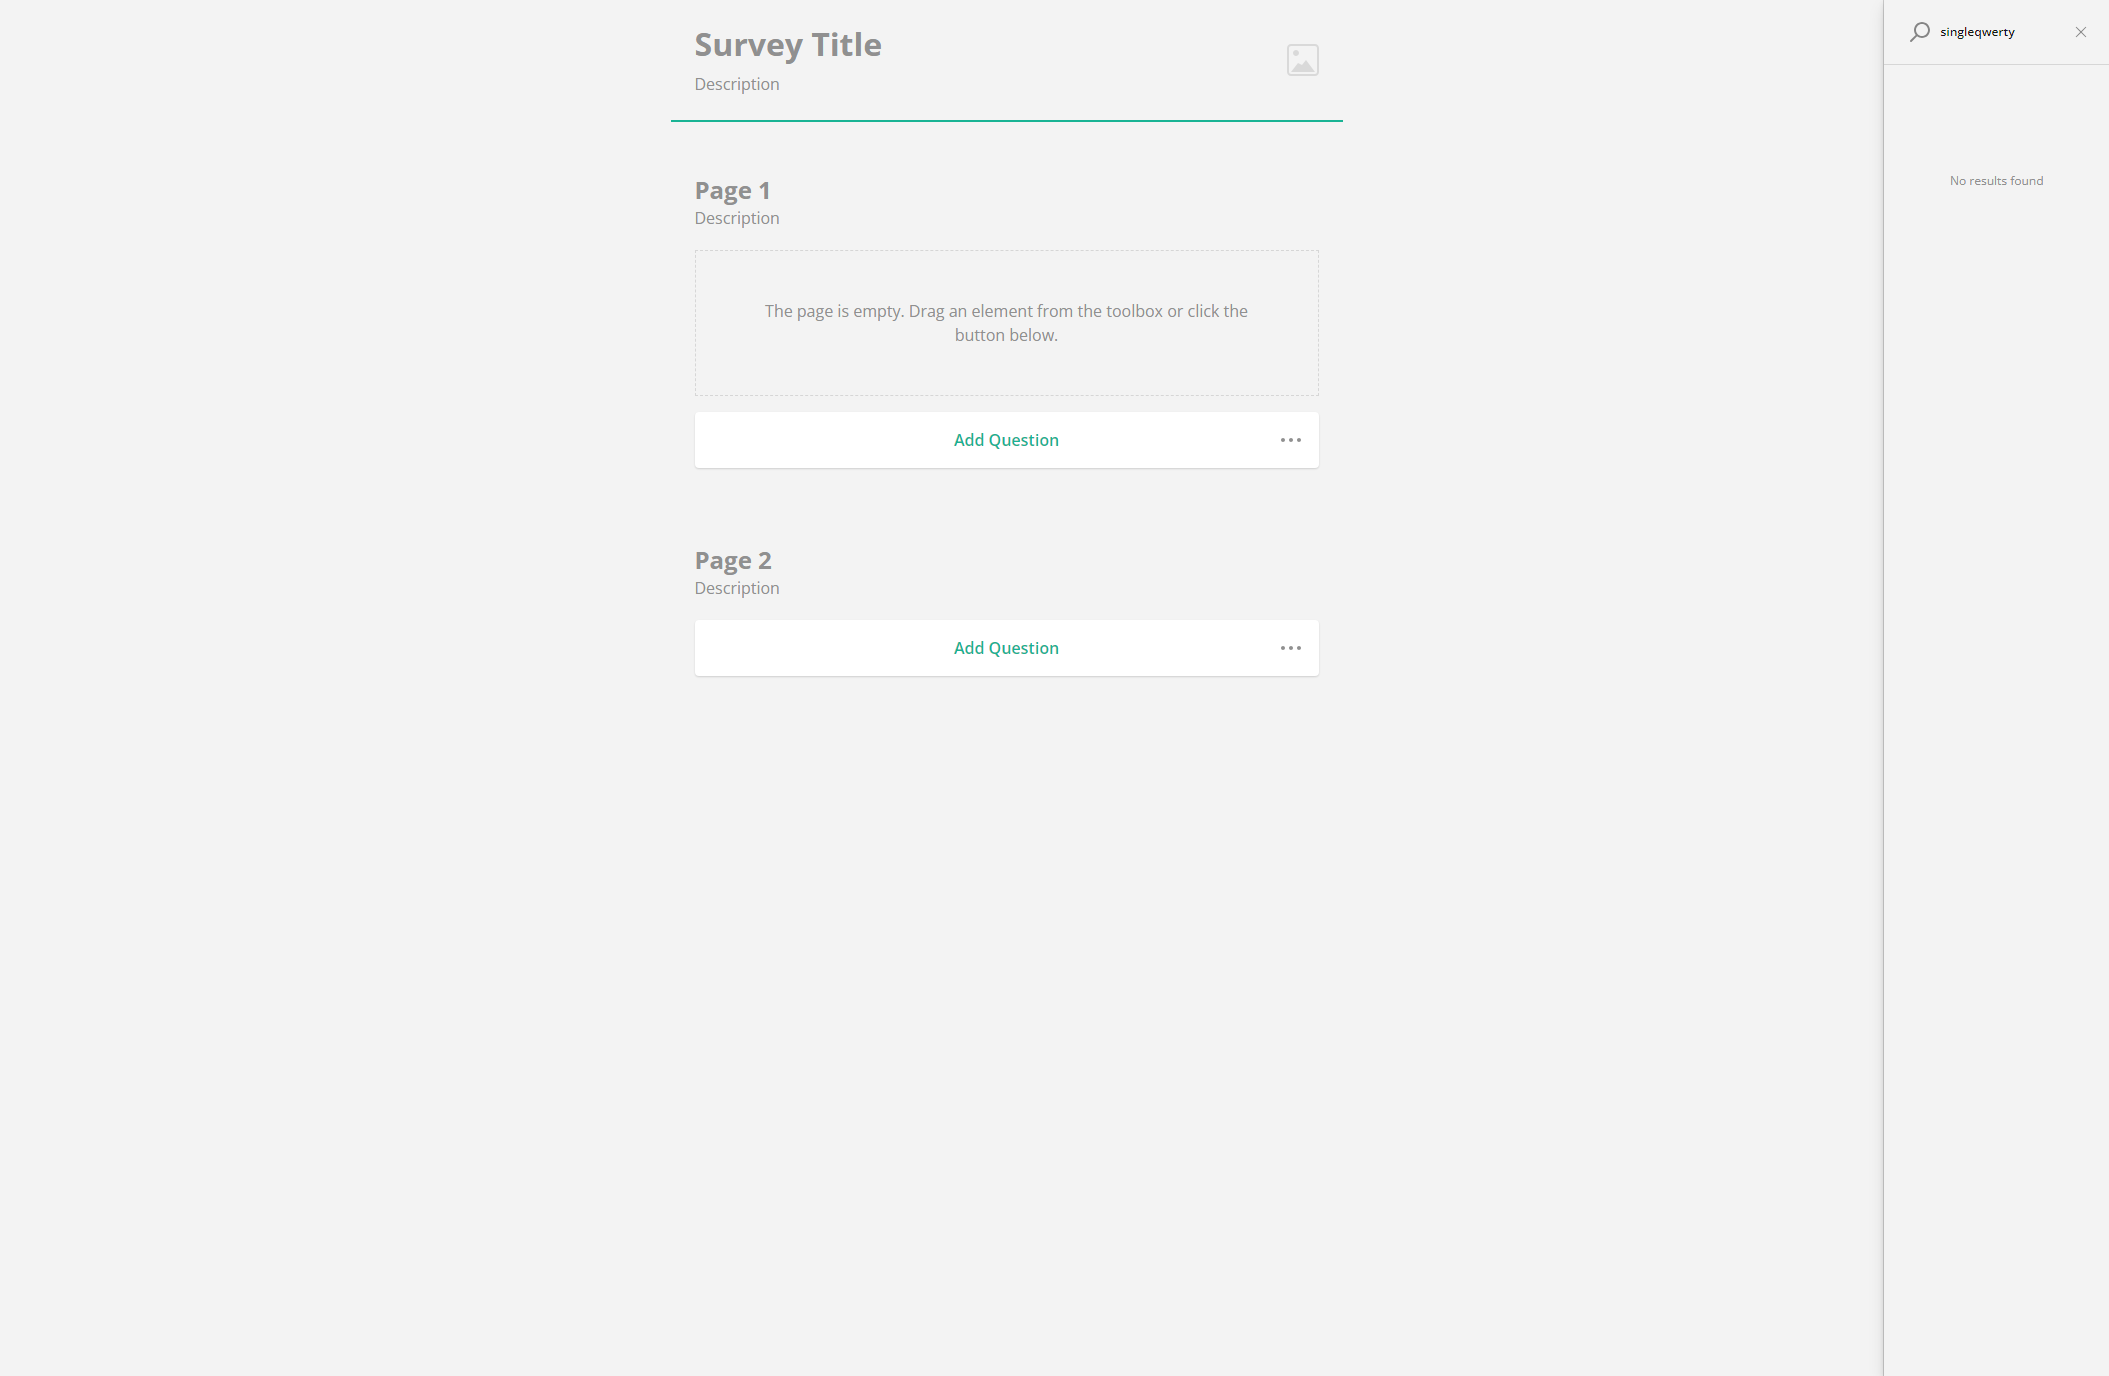 Survey Title
Description
Page 1
Description
The page is empty. Drag an element from the toolbox or click the
button below.
Add Question
Page 2
Description
Add Question
singleqwerty
No results found